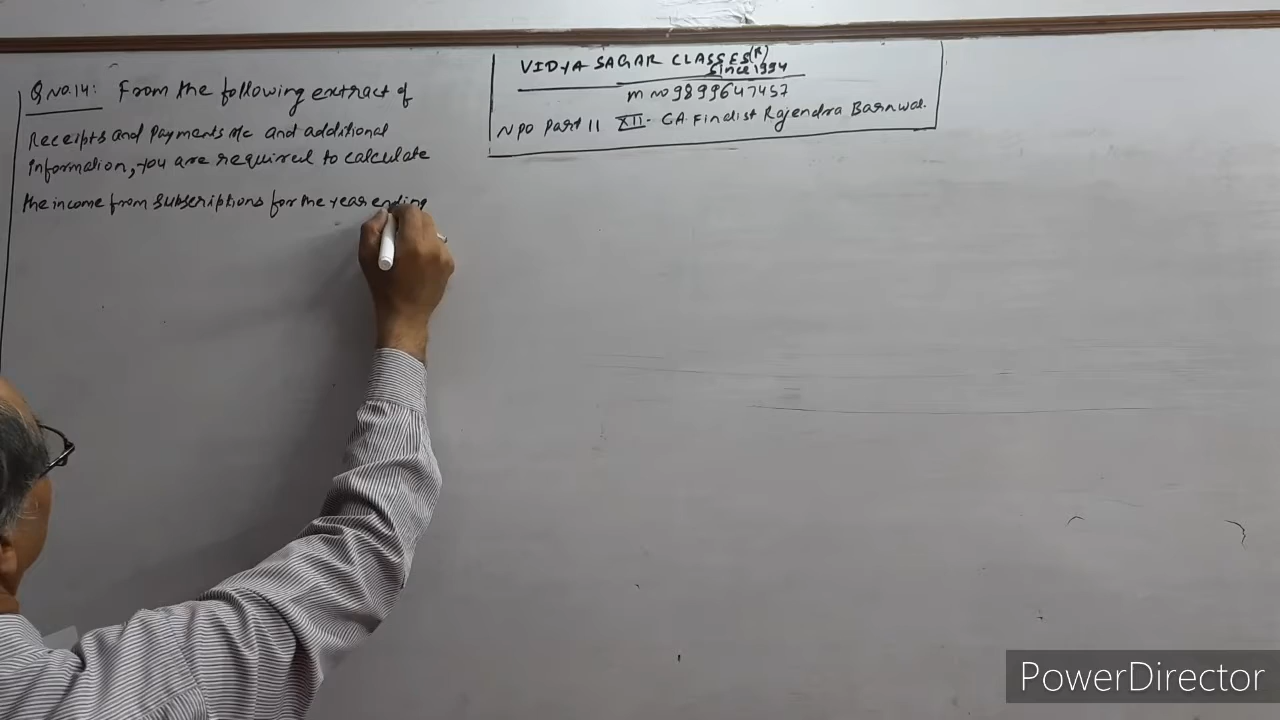 Q No.14: From the following extract of
Receipts and Payments A/c and additional
information, you are required to calculate
the income from subscriptions for the year ending
VIDYA SAGAR CLASSES(R)
Since 1994
m no 9899647457
NPO Part 11 XII - CA Findist Rajendra Barnwal.
PowerDirector